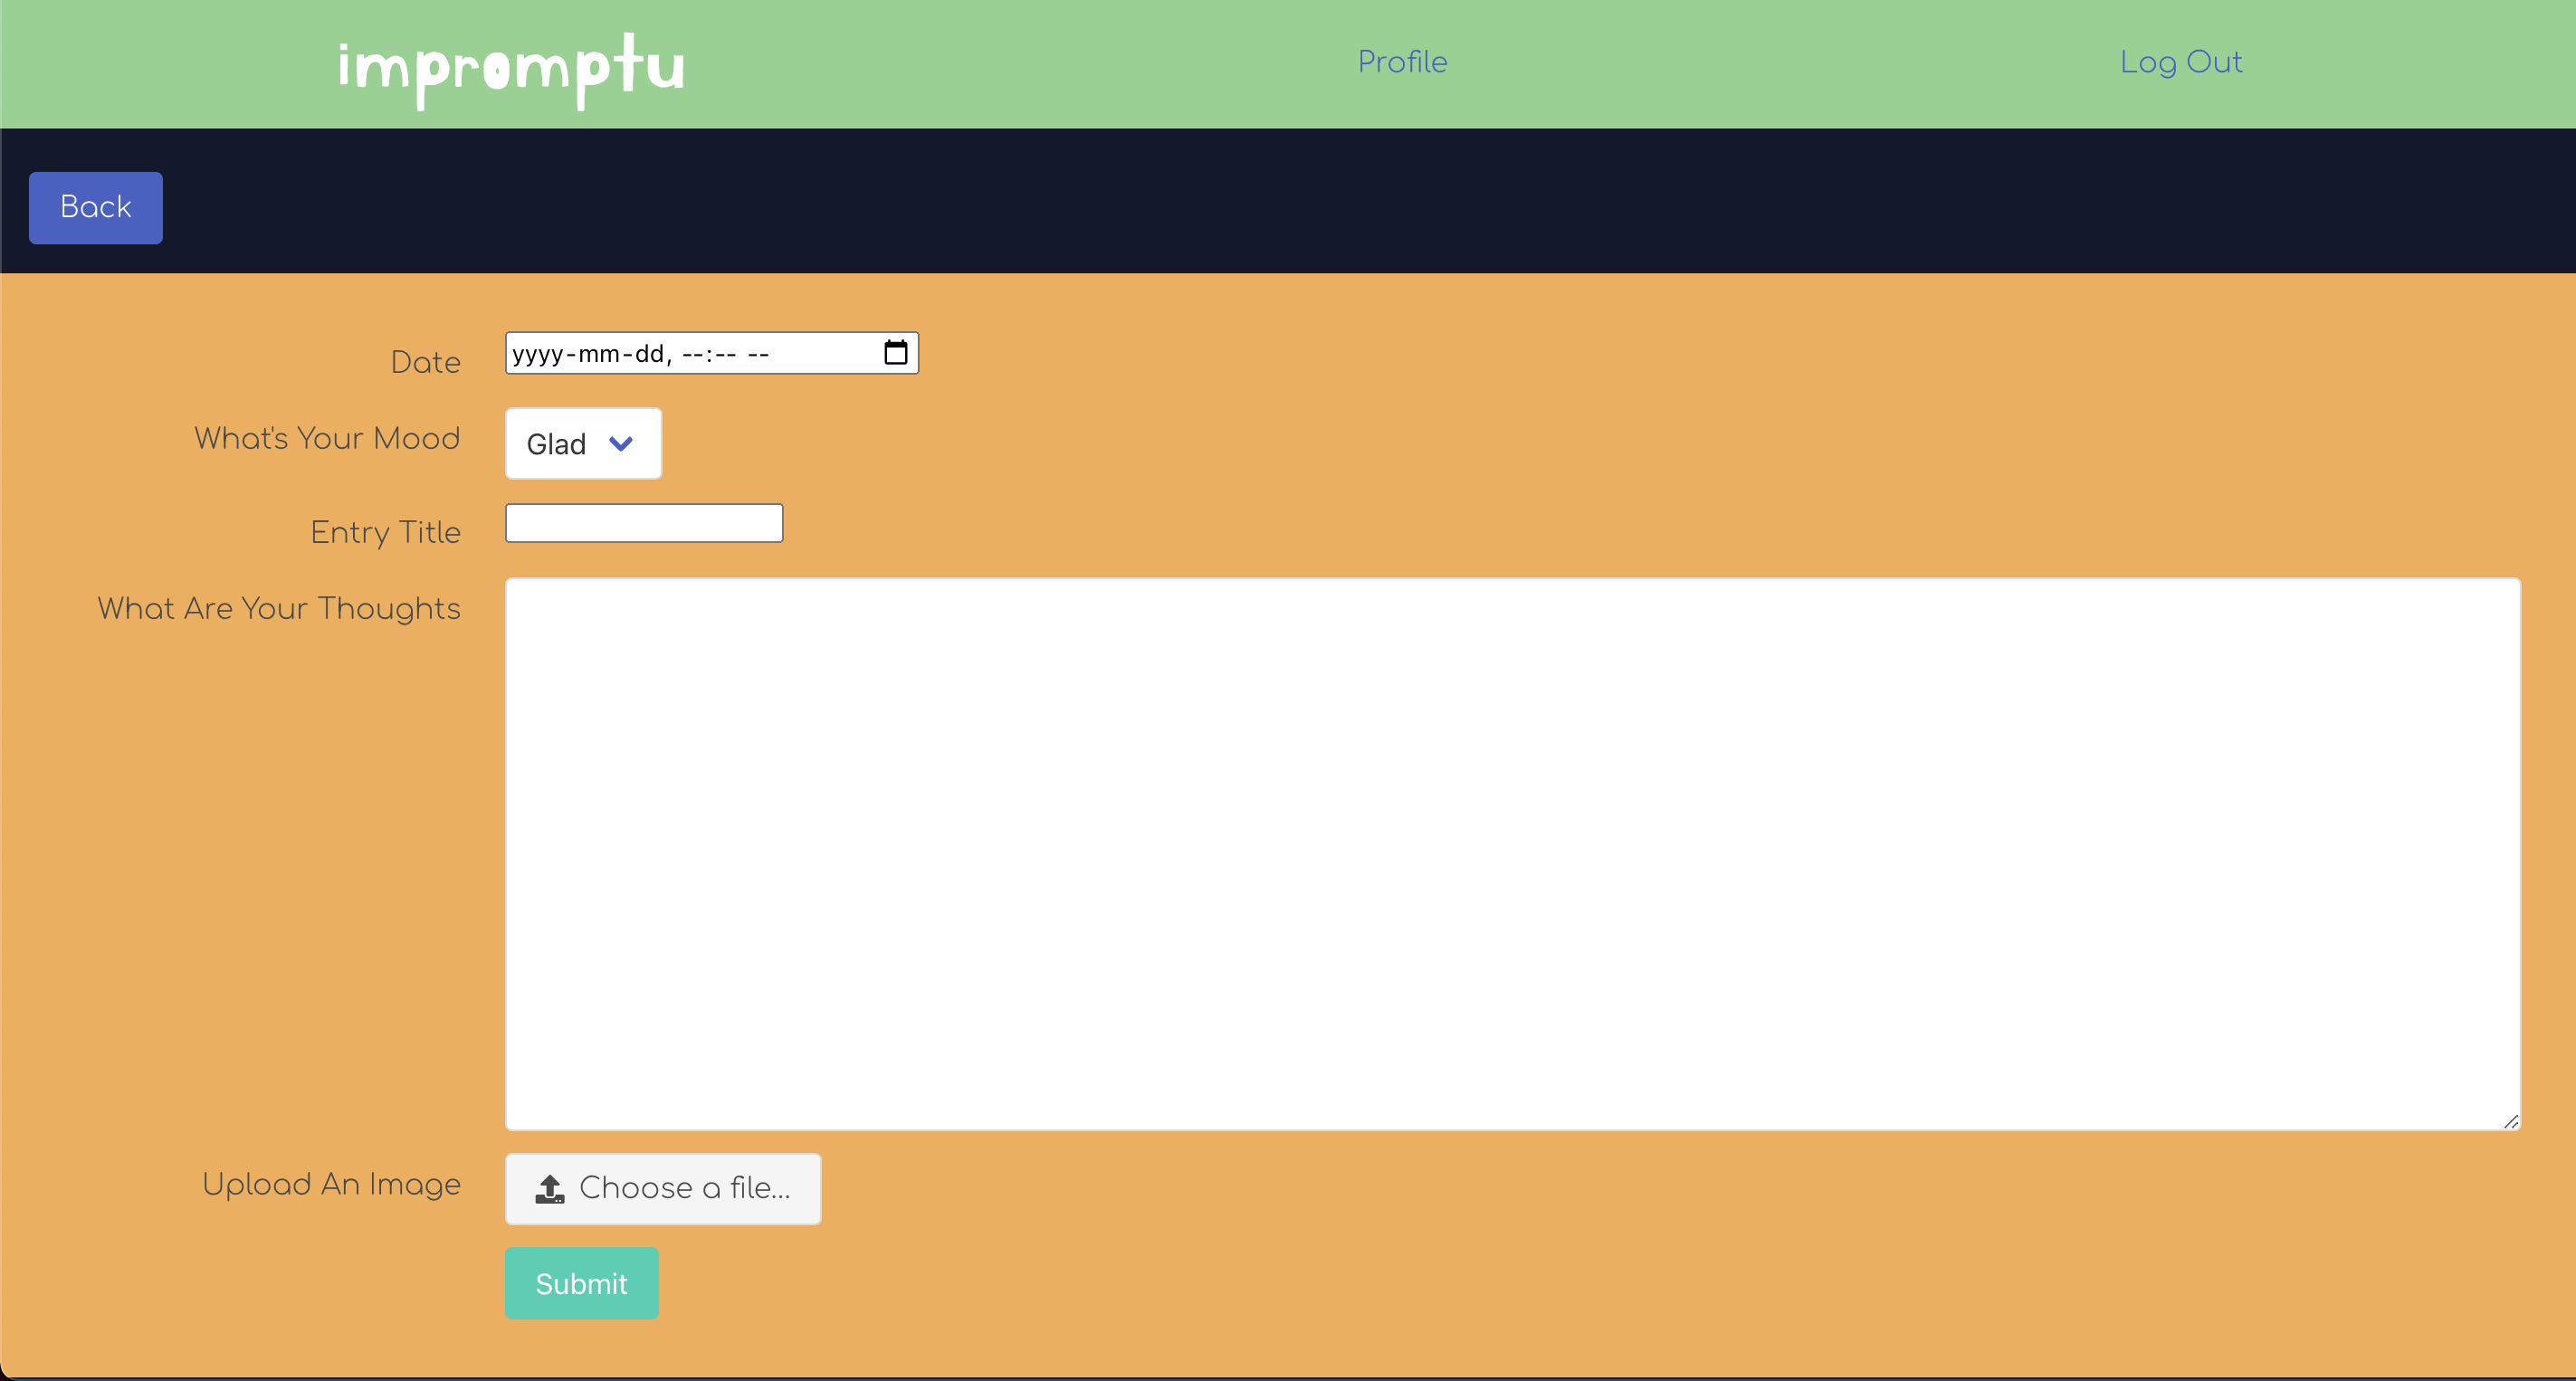 impromptu
Profile
Log Out
Back
Date
yyyy-mm-dd, --:-- --
What's Your Mood
Glad
Entry Title
What Are Your Thoughts
Upload An Image
Choose a file...
Submit